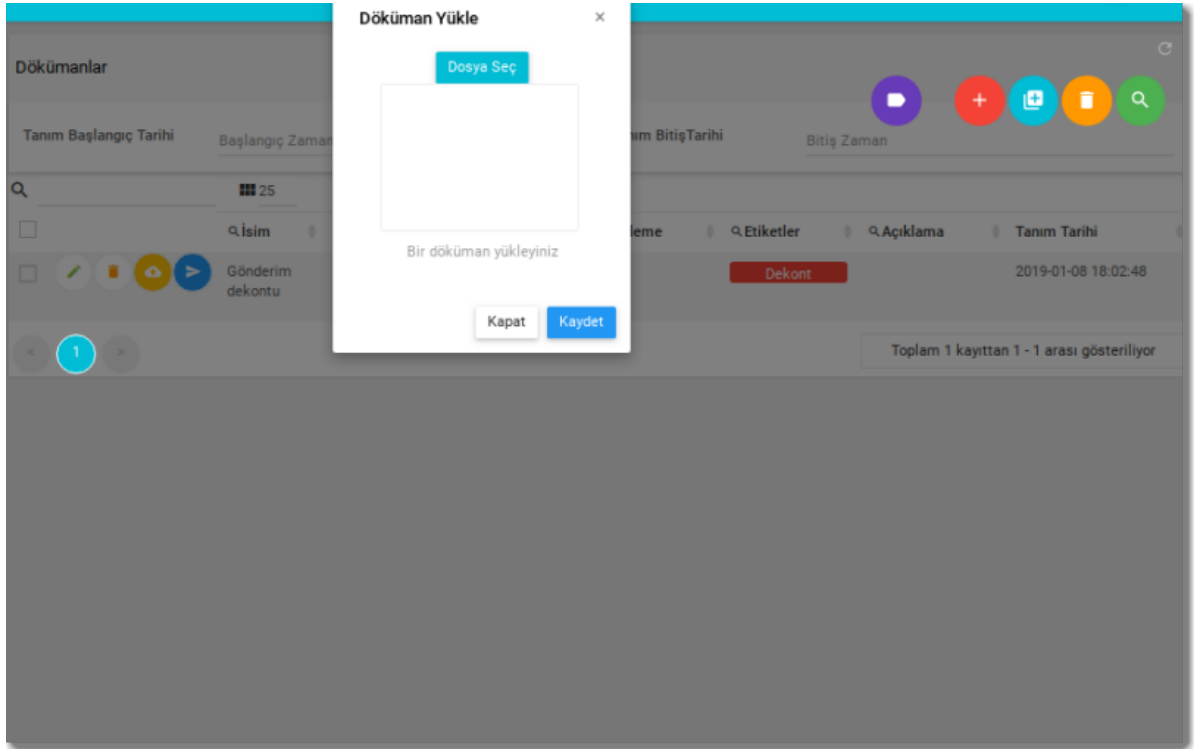 Döküman Yükle
Dosya Seç
Bir döküman yükleyiniz
Kapat Kaydet
Dökümanlar
Tanım Başlangıç Tarihi Başlangıç Zaman BitişTarihi Bitiş Zaman
25
İsim Etiketler Açıklama Tanım Tarihi
Gönderim Dekont 2019-01-08 18:02:48
dekontu
< 1 > Toplam 1 kayıttan 1 - 1 arası gösteriliyor